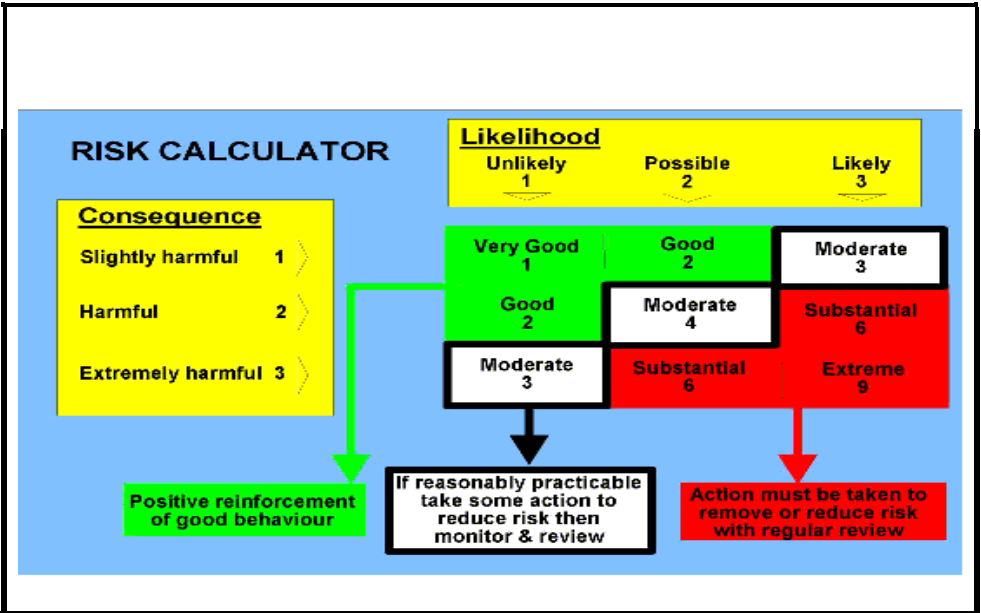 RISK CALCULATOR
Likelihood
Unlikely Possible Likely
1 2 3
Consequence
Slightly harmful 1
Harmful 2
Extremely harmful 3
Very Good Good Moderate
1 2 3
Good Moderate Substantial
2 4 6
Moderate Substantial Extreme
3 6 9
Positive reinforcement
of good behaviour
If reasonably practicable
take some action to
reduce risk then
monitor & review
Action must be taken to
remove or reduce risk
with regular review